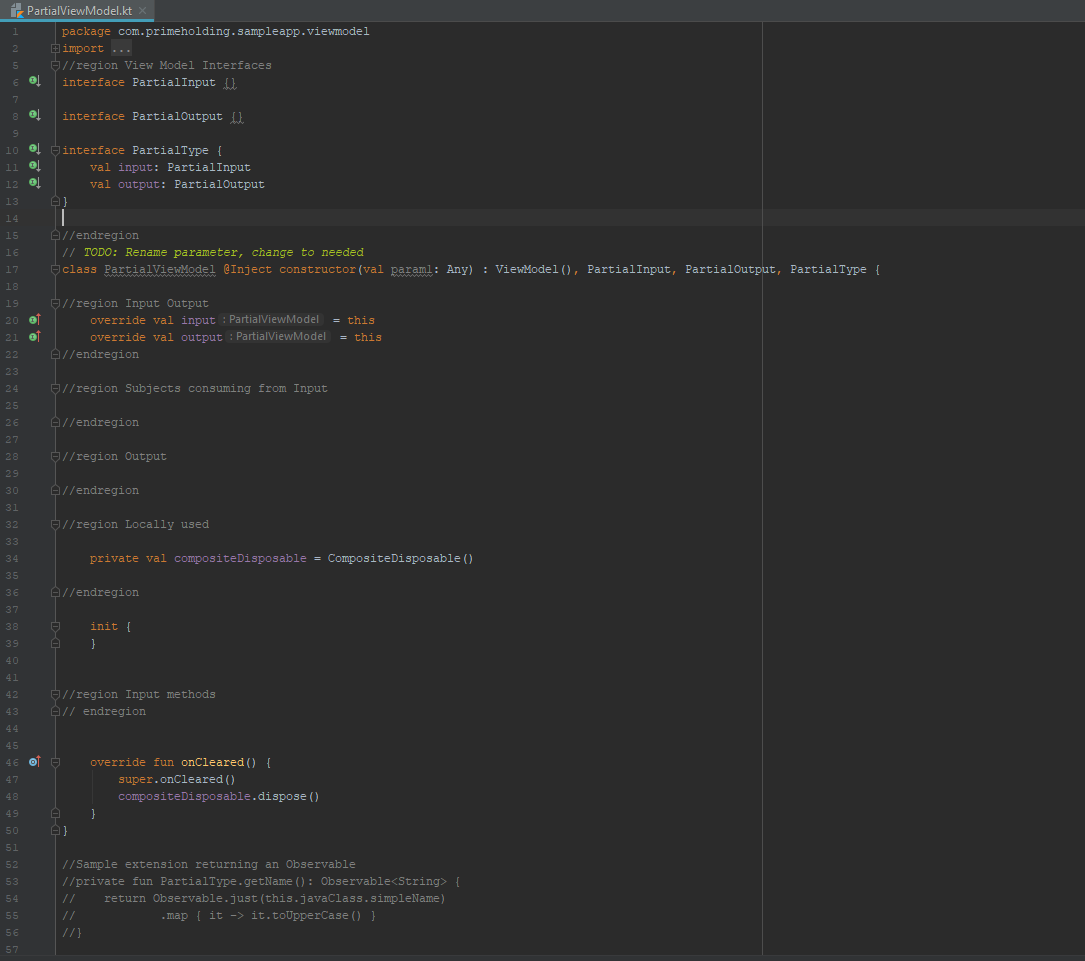 PartialViewModel.kt
1 package com.primeholding.sampleapp.viewmodel
2 import ...
5 //region View Model Interfaces
6 interface PartialInput {}
7
8 interface PartialOutput {}
9
10 interface PartialType {
11 val input: PartialInput
12 val output: PartialOutput
13 }
14
15 //endregion
16 // TODO: Rename parameter, change to needed
17 class PartialViewModel @Inject constructor(val param1: Any) : ViewModel(), PartialInput, PartialOutput, PartialType {
18
19 //region Input Output
20 override val input : PartialViewModel = this
21 override val output : PartialViewModel = this
22 //endregion
23
24 //region Subjects consuming from Input
25
26 //endregion
27
28 //region Output
29
30 //endregion
31
32 //region Locally used
33
34 private val compositeDisposable = CompositeDisposable()
35
36 //endregion
37
38 init {
39 }
40
41
42 //region Input methods
43 // endregion
44
45
46 override fun onCleared() {
47 super.onCleared()
48 compositeDisposable.dispose()
49 }
50 }
51
52 //Sample extension returning an Observable
53 //private fun PartialType.getName(): Observable<String> {
54 // return Observable.just(this.javaClass.simpleName)
55 // .map { it -> it.toUpperCase() }
56 //}
57